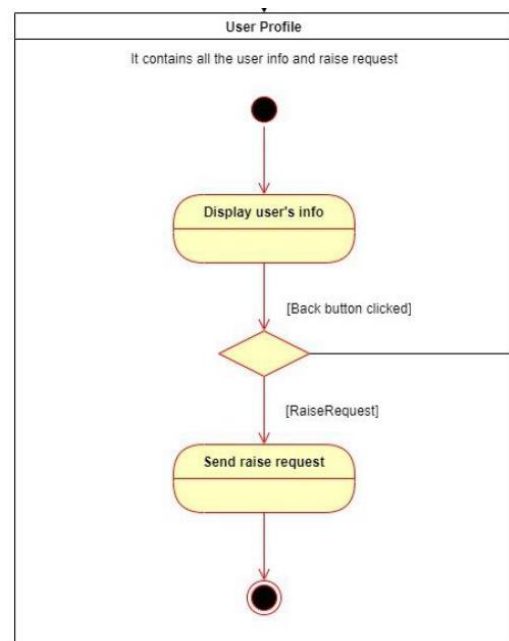 User Profile
It contains all the user info and raise request
Display user's info
[Back button clicked]
[RaiseRequest]
Send raise request